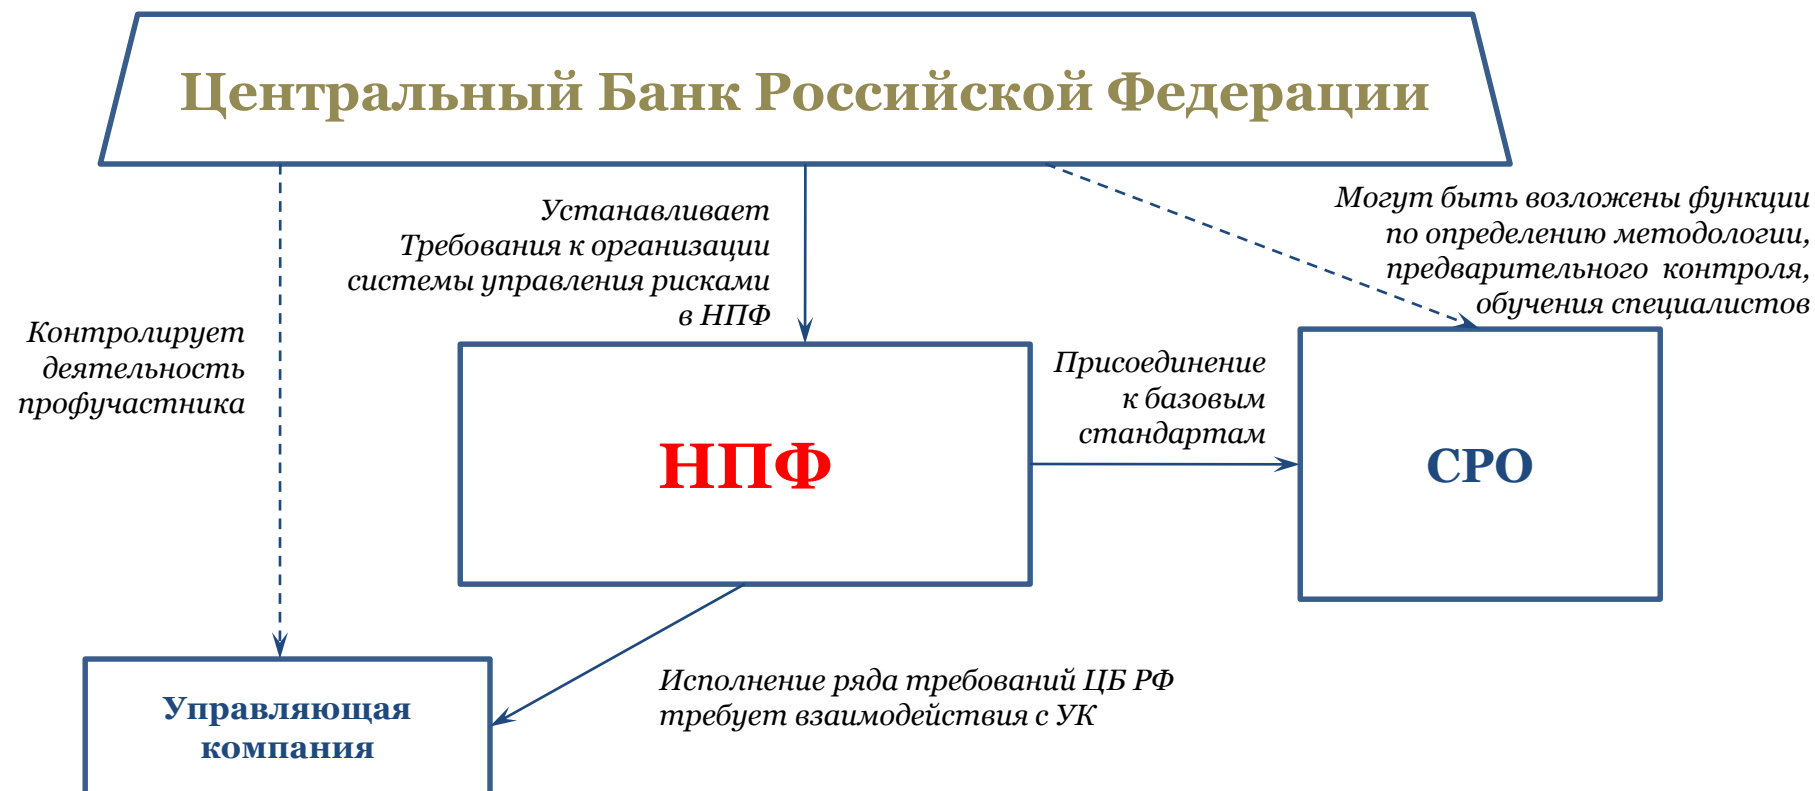 Центральный Банк Российской Федерации
Устанавливает
Требования к организации
системы управления рисками
в НПФ
Могут быть возложены функции
по определению методологии,
предварительного контроля,
обучения специалистов
Контролирует
деятельность
профучастника
Присоединение
к базовым
стандартам
НПФ
СРО
Исполнение ряда требований ЦБ РФ
требует взаимодействия с УК
Управляющая
компания